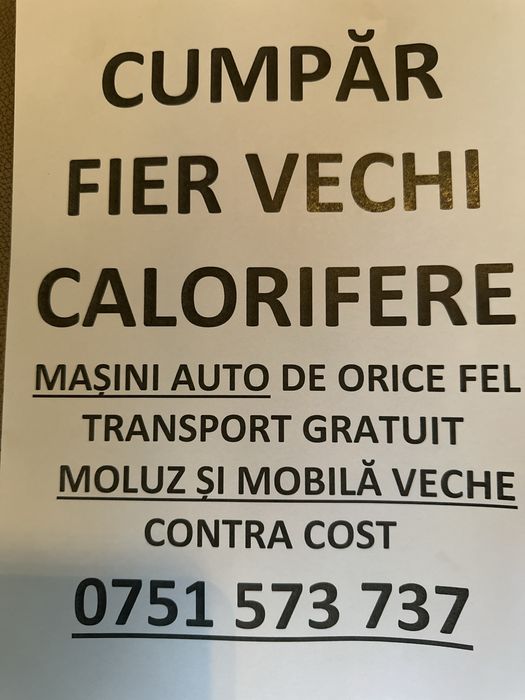 CUMPĂR
FIER VECHI
CALORIFERE
MAȘINI AUTO DE ORICE FEL
TRANSPORT GRATUIT
MOLUZ ȘI MOBILĂ VECHE
CONTRA COST
0751 573 737